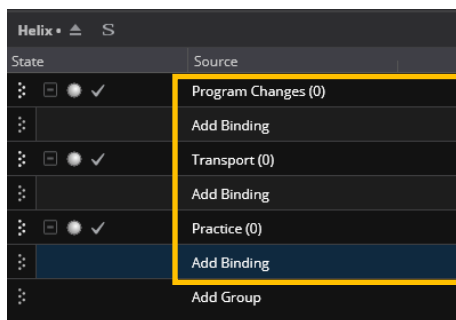 Helix• S
State Source
Program Changes (0)
Add Binding
Transport (0)
Add Binding
Practice (0)
Add Binding
Add Group